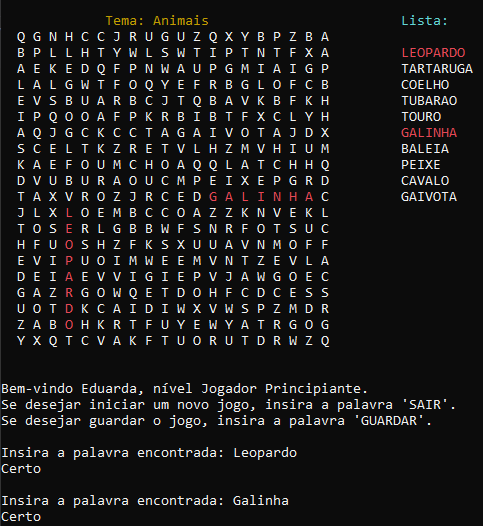 Tema: Animais Lista:
Q G N H C C J R U G U Z Q X Y B P Z B A
B P L L H T Y W L S W T I P T N T F X A LEOPARDO
A E K E D Q F P N W A U P G M I A I G P TARTARUGA
L A L G W T F O Q Y E F R B G L O F C B COELHO
E V S B U A R B C J T Q B A V K B F K H TUBARAO
I P Q O O A F P K R B I B T F X C L Y H TOURO
A Q J G C K C C T A G A I V O T A J D X GALINHA
S C E L T K Z R E T V L H Z M V H I U M BALEIA
K A E F O U M C H O A Q Q L A T C H H Q PEIXE
D V U B U R A O U C M P E I X E P G R D CAVALO
T A X V R O Z J R C E D G A L I N H A C GAIVOTA
J L X L O E M B C C O A Z Z K N V E K L
T O S E R L G B B W F S N R F O T S U C
H F U O S H Z F K S X U U A V N M O F F
E V I P U O I M W E E M V N T Z E V L A
D E I A E V V I G I E P V J A W G O E C
G A Z R G O W Q E T D O H F C D C E S S
U O T D K C A I D I W X V W S P Z M D R
Z A B O H K R T F U Y E W Y A T R G O G
Y X Q T C V A K F T U O R U T D R W Z Q
Bem-vindo Eduarda, nível Jogador Principiante.
Se desejar iniciar um novo jogo, insira a palavra 'SAIR'.
Se desejar guardar o jogo, insira a palavra 'GUARDAR'.
Insira a palavra encontrada: Leopardo
Certo
Insira a palavra encontrada: Galinha
Certo